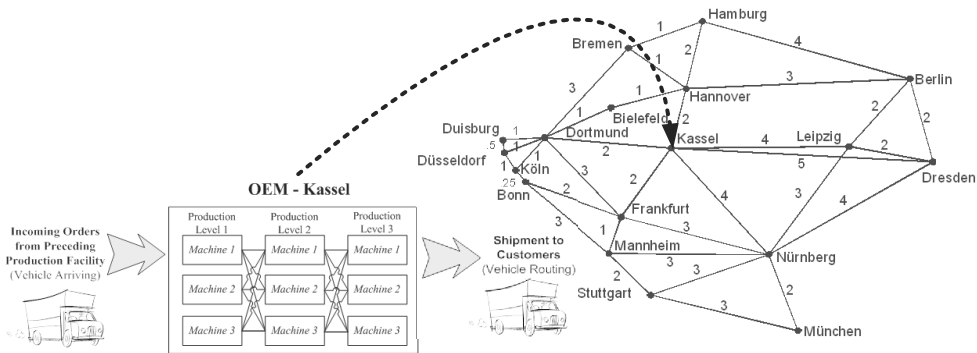 Hamburg
1
4
Bremen
1
2
3
Berlin
Hannover
3
1
Bielefeld
1
2
2
2
Duisburg
1
Dortmund
Kassel
4
Leipzig
.5
1
2
5
2
Düsseldorf
Köln
1
1
Dresden
.25
Bonn
2
3
2
4
3
4
OEM - Kassel
Frankfurt
Production
Level 1
Production
Level 2
Production
Level 3
Incoming Orders
from Preceding
Production Facility
(Vehicle Arriving)
Machine 1
Machine 1
Machine 1
Machine 2
Machine 2
Machine 2
Machine 3
Machine 3
Machine 3
Shipment to
Customers
(Vehicle Routing)
3
1
3
Mannheim
3
Nürnberg
2
3
Stuttgart
2
3
München